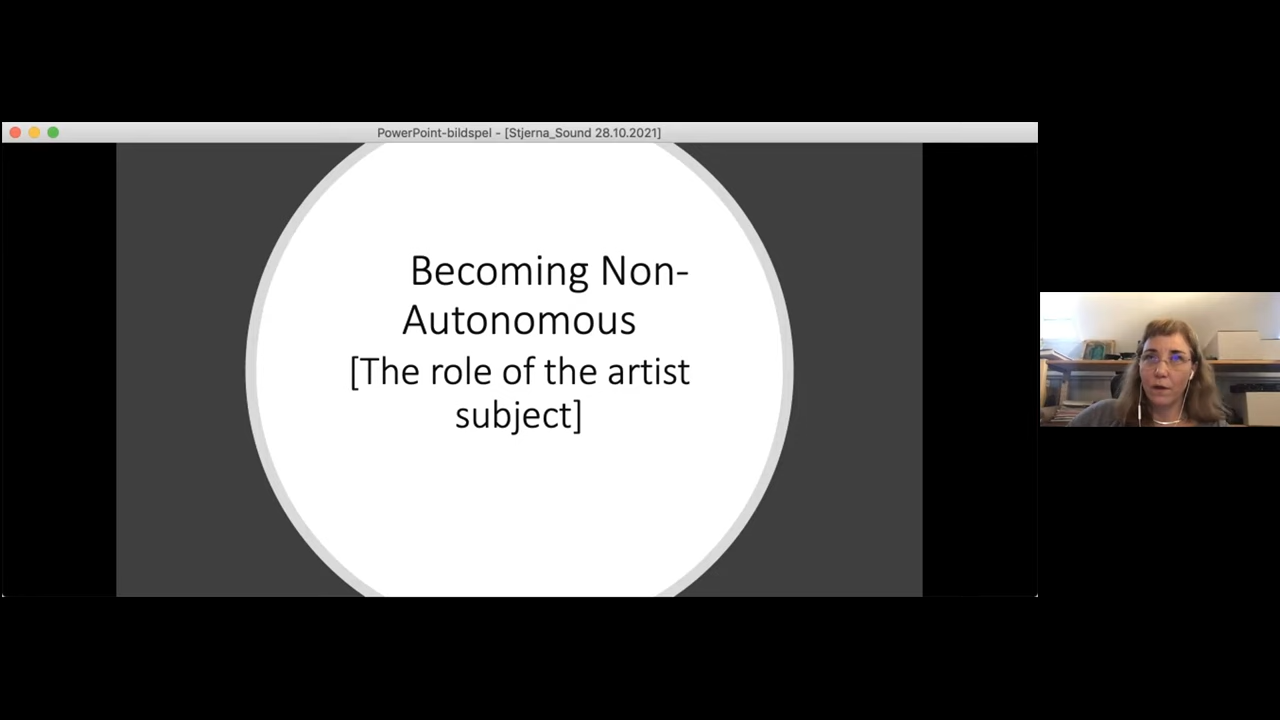 PowerPoint-bildspel - [Stjerna_Sound 28.10.2021]
Becoming Non-
Autonomous
[The role of the artist
subject]